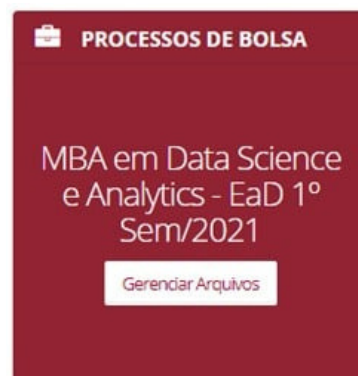 PROCESSOS DE BOLSA
MBA em Data Science
e Analytics - EaD 1º
Sem/2021
Gerenciar Arquivos